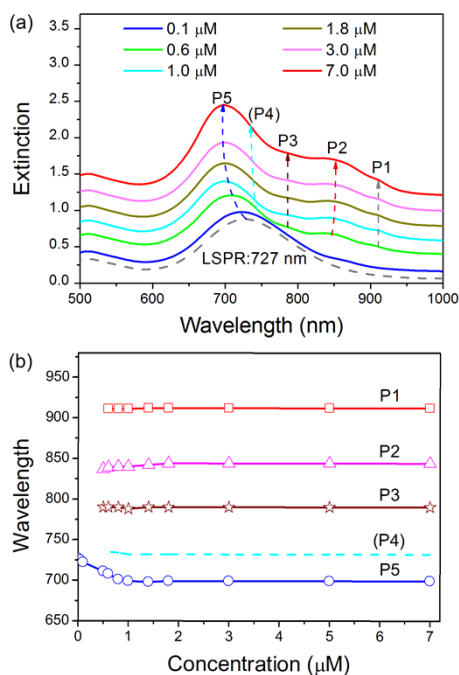 (a)
0.1 μM
1.8 μM
0.6 μM
3.0 μM
1.0 μM
7.0 μM
3.0
2.5
2.0
1.5
1.0
0.5
0.0
Extinction
P5
(P4)
P3
P2
P1
LSPR:727 nm
500
600
700
800
900
1000
Wavelength (nm)
(b)
950
900
850
800
750
700
650
Wavelength
P1
P2
P3
(P4)
P5
0
1
2
3
4
5
6
7
Concentration (μM)